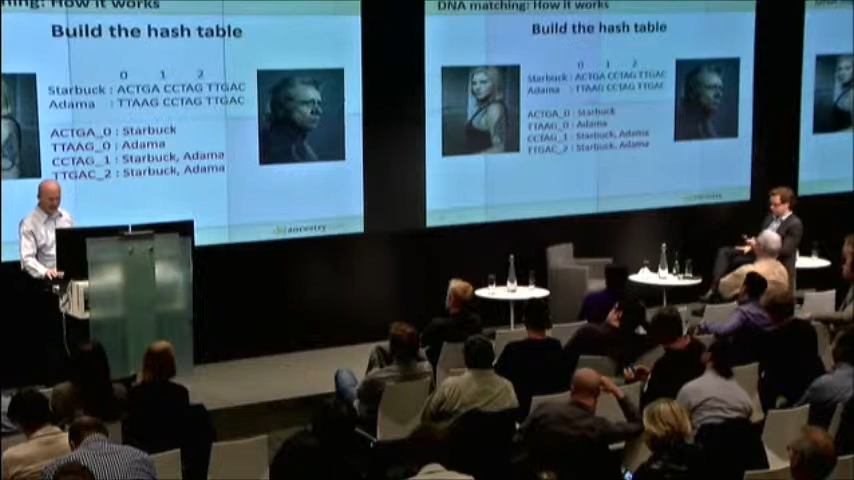 ning: How it works
Build the hash table
0 1 2
Starbuck : ACTGA CCTAG TTGAC
Adama : TTAAG CCTAG TTGAC
ACTGA_0 : Starbuck
TTAAG_0 : Adama
CCTAG_1 : Starbuck, Adama
TTGAC_2 : Starbuck, Adama
ancestry
DNA matching: How it works
Build the hash table
0 1 2
Starbuck : ACTGA CCTAG TTGAC
Adama : TTAAG CCTAG TTGAC
ACTGA_0 : Starbuck
TTAAG_0 : Adama
CCTAG_1 : Starbuck, Adama
TTGAC_2 : Starbuck, Adama
ancestry